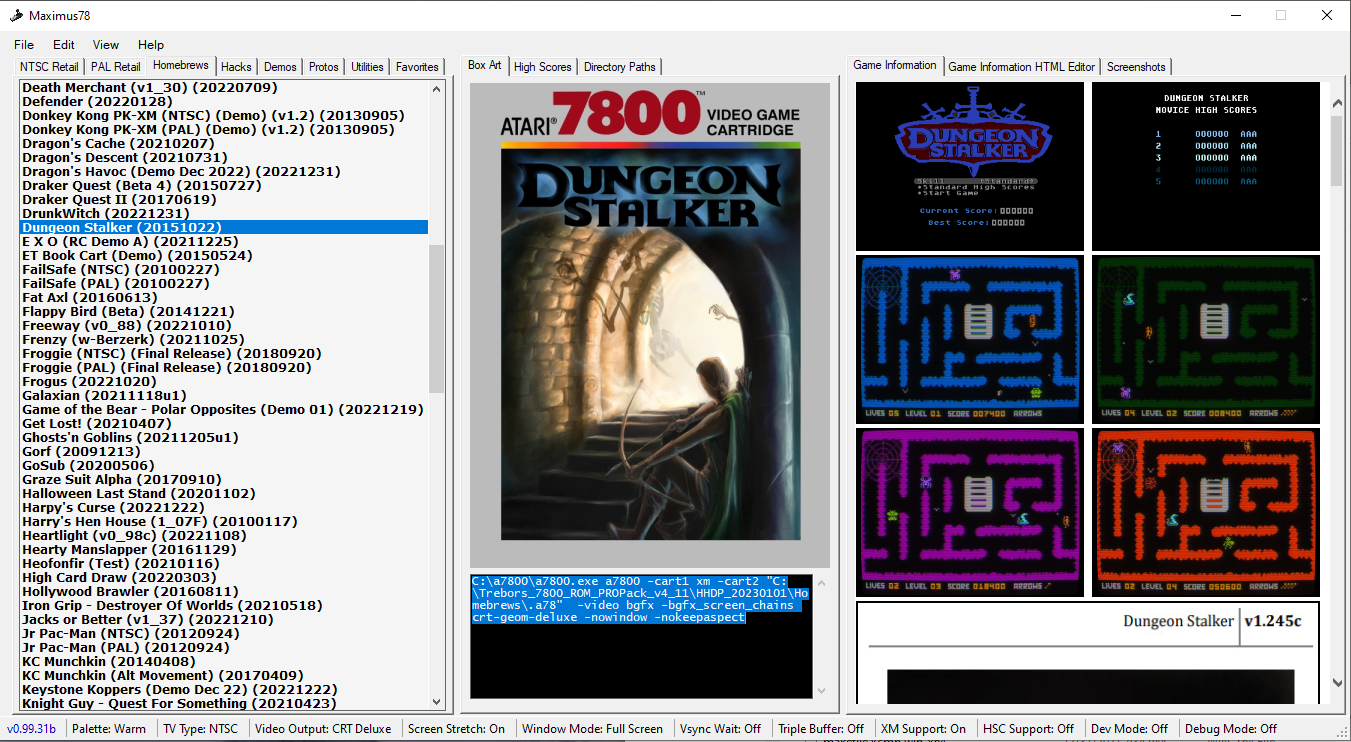 Maximus78
File Edit View Help
NTSC Retail PAL Retail Homebrews Hacks Demos Protos Utilities Favorites
Death Merchant (v1_30) (20220709)
Defender (20220128)
Donkey Kong PK-XM (NTSC) (Demo) (v1.2) (20130905)
Donkey Kong PK-XM (PAL) (Demo) (v1.2) (20130905)
Dragon's Cache (20210207)
Dragon's Descent (20210731)
Dragon's Havoc (Demo Dec 2022) (20221231)
Draker Quest (Beta 4) (20150727)
Draker Quest II (20170619)
DrunkWitch (20221231)
Dungeon Stalker (20151022)
E X O (RC Demo A) (20211225)
ET Book Cart (Demo) (20150524)
FailSafe (NTSC) (20100227)
FailSafe (PAL) (20100227)
Fat Axl (20160613)
Flappy Bird (Beta) (20141221)
Freeway (v0_88) (20221010)
Frenzy (w-Berzerk) (20211025)
Froggie (NTSC) (Final Release) (20180920)
Froggie (PAL) (Final Release) (20180920)
Frogus (20221020)
Galaxian (20211118u1)
Game of the Bear - Polar Opposites (Demo 01) (20221219)
Get Lost! (20210407)
Ghosts'n Goblins (20211205u1)
Gorf (20091213)
GoSub (20200506)
Graze Suit Alpha (20170910)
Halloween Last Stand (20201102)
Harpy's Curse (20221222)
Harry's Hen House (1_07F) (20100117)
Heartlight (v0_98c) (20221108)
Hearty Manslapper (20161129)
Heofonfir (Test) (20210116)
High Card Draw (20220303)
Hollywood Brawler (20160811)
Iron Grip - Destroyer Of Worlds (20210518)
Jacks or Better (v1_37) (20221210)
Jr Pac-Man (NTSC) (20120924)
Jr Pac-Man (PAL) (20120924)
KC Munchkin (20140408)
KC Munchkin (Alt Movement) (20170409)
Keystone Koppers (Demo Dec 22) (20221222)
Knight Guy - Quest For Something (20210423)
Box Art High Scores Directory Paths
ATARI® 7800™ VIDEO GAME
CARTRIDGE
DUNGEON
STALKER
C:\a7800\a7800.exe a7800 -cart1 xm -cart2 "C:
\Trebors_7800_ROM_PROPack_v4_11\HHDP_20230101\Ho
mebrews\.a78" -video bgfx -bgfx_screen_chains
crt-geom-deluxe -nowindow -nokeepaspect
Game Information Game Information HTML Editor Screenshots
DUNGEON
STALKER
Skill (Standard)
*Standard High Scores
*Start Game
Current Score:000000
Best Score:000000
DUNGEON STALKER
NOVICE HIGH SCORES
1 000000 AAA
2 000000 AAA
3 000000 AAA
4 000000 AAA
5 000000 AAA
LIVES 05 LEVEL 01 SCORE 007400 ARROWS
LIVES 04 LEVEL 02 SCORE 008400 ARROWS
LIVES 02 LEVEL 03 SCORE 018400 ARROWS
LIVES 02 LEVEL 04 SCORE 050600 ARROWS
Dungeon Stalker v1.245c
v0.99.31b Palette: Warm TV Type: NTSC Video Output: CRT Deluxe Screen Stretch: On Window Mode: Full Screen Vsync Wait: Off Triple Buffer: Off XM Support: On HSC Support: Off Dev Mode: Off Debug Mode: Off